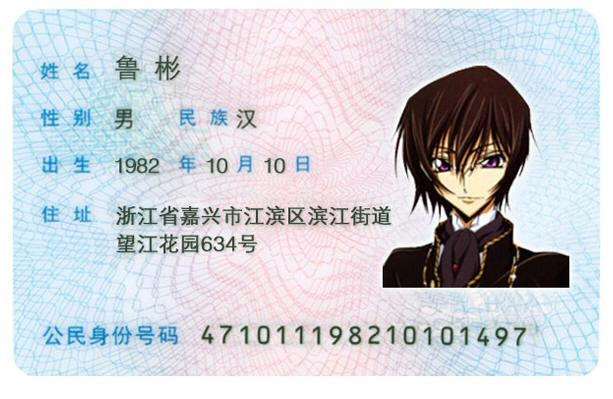 姓名 鲁彬
性别 男 民族 汉
出生 1982 年 10 月 10 日
住址 浙江省嘉兴市江滨区滨江街道
望江花园634号
公民身份号码 471011198210101497